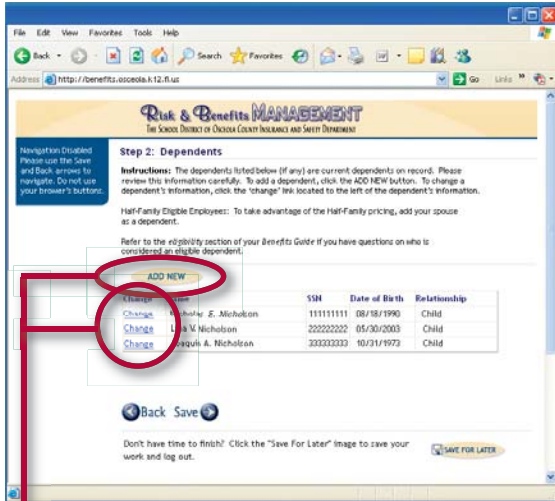 File Edit View Favorites Tools Help
Back Search Favorites
Address http://benefits.osceola.k12.fl.us Go Links »
Risk & Benefits MANAGEMENT
THE SCHOOL DISTRICT OF OSCEOLA COUNTY INSURANCE AND SAFETY DEPARTMENT
Navigation Disabled
Please use the Save
and Back arrows to
navigate. Do not use
your brower's buttons.
Step 2: Dependents
Instructions: The dependents listed below (if any) are current dependents on record. Please
review this information carefully. To add a dependent, click the ADD NEW button. To change a
dependent's information, click the 'change' link located to the left of the dependent's information.
Half-Family Eligible Employees: To take advantage of the Half-Family pricing, add your spouse
as a dependent.
Refer to the eligibility section of your Benefits Guide if you have questions on who is
considered an eligible dependent.
ADD NEW
Change Name SSN Date of Birth Relationship
Change Nicholas S. Nicholson 111111111 08/18/1990 Child
Change V. Nicholson 222222222 05/30/2003 Child
Change A. Nicholson 333333333 10/31/1973 Child
Back Save
Don't have time to finish? Click the "Save For Later" image to save your
work and log out.
SAVE FOR LATER